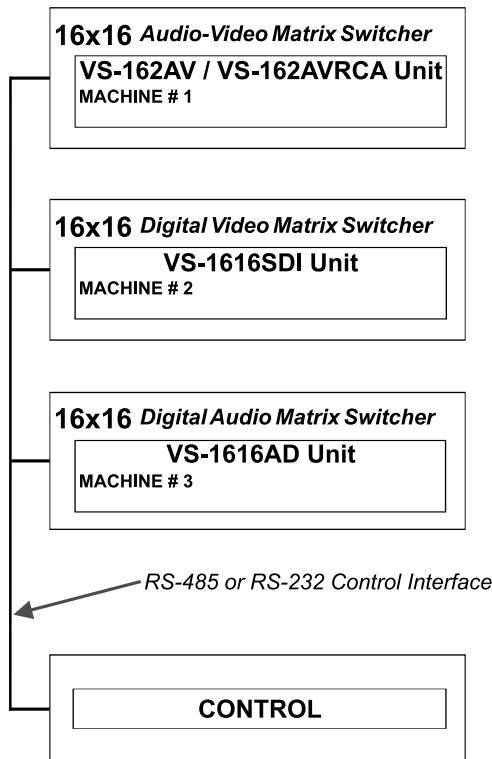 16x16 Audio-Video Matrix Switcher
VS-162AV / VS-162AVRCA Unit
MACHINE # 1
16x16 Digital Video Matrix Switcher
VS-1616SDI Unit
MACHINE # 2
16x16 Digital Audio Matrix Switcher
VS-1616AD Unit
MACHINE # 3
RS-485 or RS-232 Control Interface
CONTROL